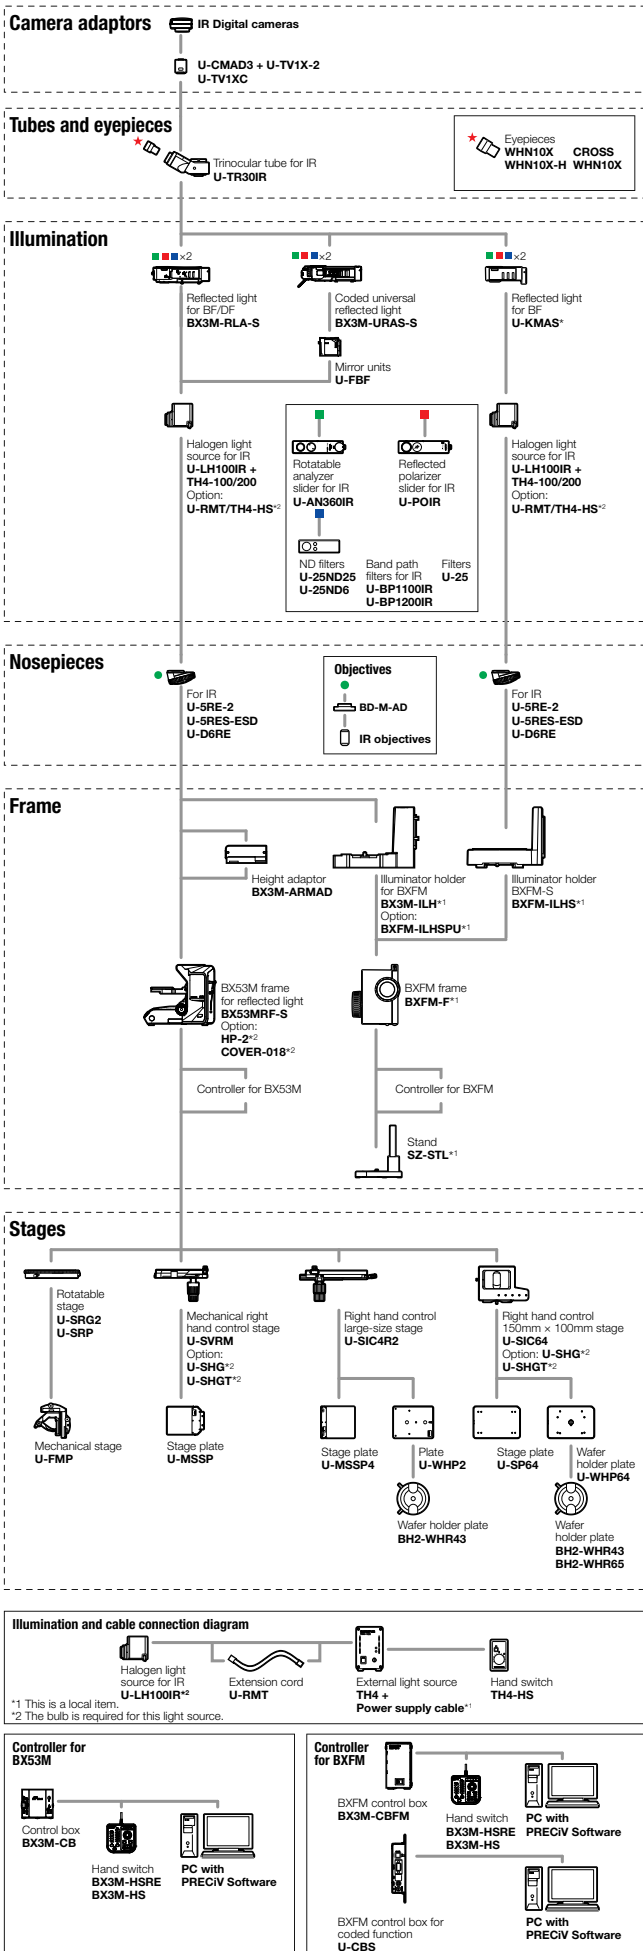 Camera adaptors
IR Digital cameras
U-CMAD3 + U-TV1X-2
U-TV1XC
Tubes and eyepieces
Trinocular tube for IR
U-TR30IR
Eyepieces
WHN10X CROSS
WHN10X-H WHN10X
Illumination
×2
×2
×2
Reflected light
for BF/DF
BX3M-RLA-S
Coded universal
reflected light
BX3M-URAS-S
Reflected light
for BF
U-KMAS*
Mirror units
U-FBF
Halogen light
source for IR
U-LH100IR +
TH4-100/200
Option:
U-RMT/TH4-HS*2
Rotatable
analyzer
slider for IR
U-AN360IR
Reflected
polarizer
slider for IR
U-POIR
ND filters
U-25ND25
U-25ND6
Band path
filters for IR
U-BP1100IR
U-BP1200IR
Filters
U-25
Halogen light
source for IR
U-LH100IR +
TH4-100/200
Option:
U-RMT/TH4-HS*2
Nosepieces
For IR
U-5RE-2
U-5RES-ESD
U-D6RE
Objectives
BD-M-AD
IR objectives
For IR
U-5RE-2
U-5RES-ESD
U-D6RE
Frame
Height adaptor
BX3M-ARMAD
Illuminator holder
for BXFM
BX3M-ILH*1
Option:
BXFM-ILHSPU*1
Illuminator holder
BXFM-S
BXFM-ILHS*1
BX53M frame
for reflected light
BX53MRF-S
Option:
HP-2*2
COVER-018*2
BXFM frame
BXFM-F*1
Controller for BX53M
Controller for BXFM
Stand
SZ-STL*1
Stages
Rotatable
stage
U-SRG2
U-SRP
Mechanical right
hand control stage
U-SVRM
Option:
U-SHG*2
U-SHGT*2
Right hand control
large-size stage
U-SIC4R2
Right hand control
150mm × 100mm stage
U-SIC64
Option: U-SHG*2
U-SHGT*2
Mechanical stage
U-FMP
Stage plate
U-MSSP
Stage plate
U-MSSP4
Plate
U-WHP2
Stage plate
U-SP64
Wafer
holder plate
U-WHP64
Wafer holder plate
BH2-WHR43
Wafer
holder plate
BH2-WHR43
BH2-WHR65
Illumination and cable connection diagram
Halogen light
source for IR
U-LH100IR*2
Extension cord
U-RMT
External light source
TH4 +
Power supply cable*1
Hand switch
TH4-HS
*1 This is a local item.
*2 The bulb is required for this light source.
Controller for
BX53M
Control box
BX3M-CB
Hand switch
BX3M-HSRE
BX3M-HS
PC with
PRECiV Software
Controller
for BXFM
BXFM control box
BX3M-CBFM
Hand switch
BX3M-HSRE
BX3M-HS
PC with
PRECiV Software
BXFM control box for
coded function
U-CBS
PC with
PRECiV Software